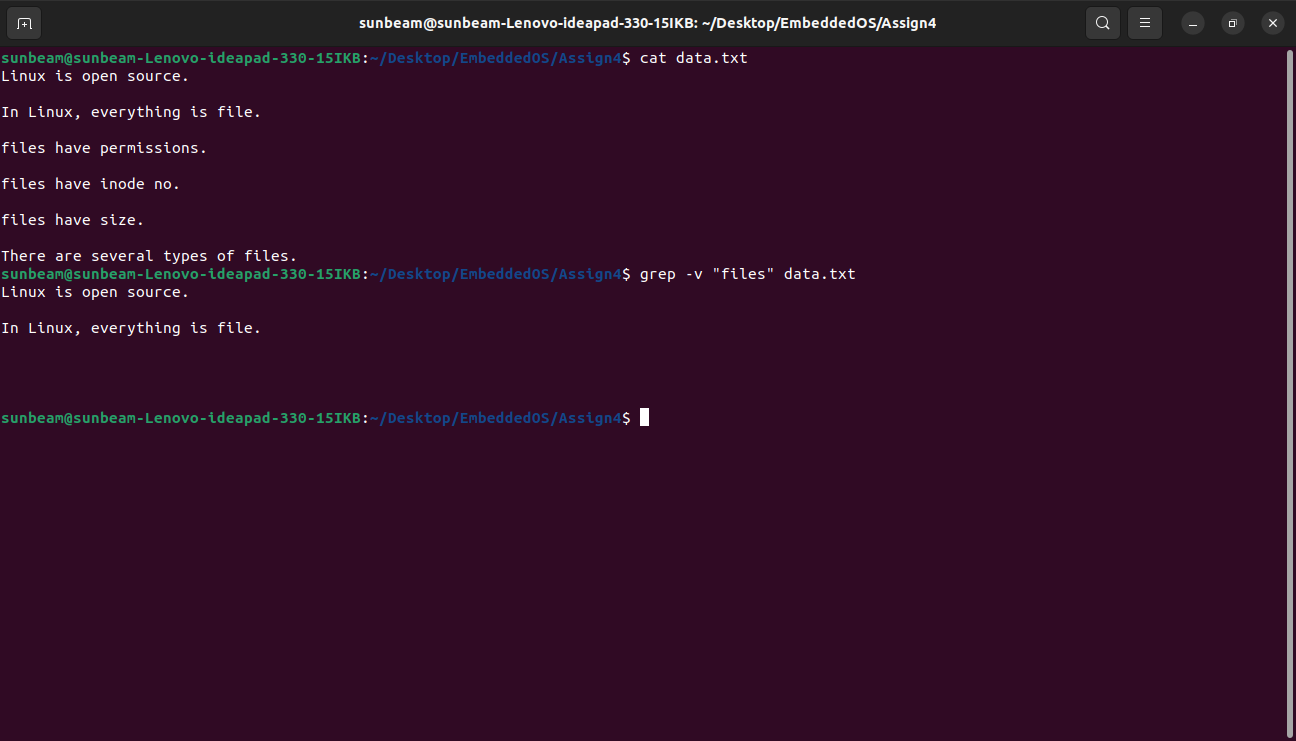 sunbeam@sunbeam-Lenovo-ideapad-330-15IKB: ~/Desktop/EmbeddedOS/Assign4
sunbeam@sunbeam-Lenovo-ideapad-330-15IKB:~/Desktop/EmbeddedOS/Assign4$ cat data.txt
Linux is open source.

In Linux, everything is file.

files have permissions.

files have inode no.

files have size.

There are several types of files.
sunbeam@sunbeam-Lenovo-ideapad-330-15IKB:~/Desktop/EmbeddedOS/Assign4$ grep -v "files" data.txt
Linux is open source.

In Linux, everything is file.




sunbeam@sunbeam-Lenovo-ideapad-330-15IKB:~/Desktop/EmbeddedOS/Assign4$